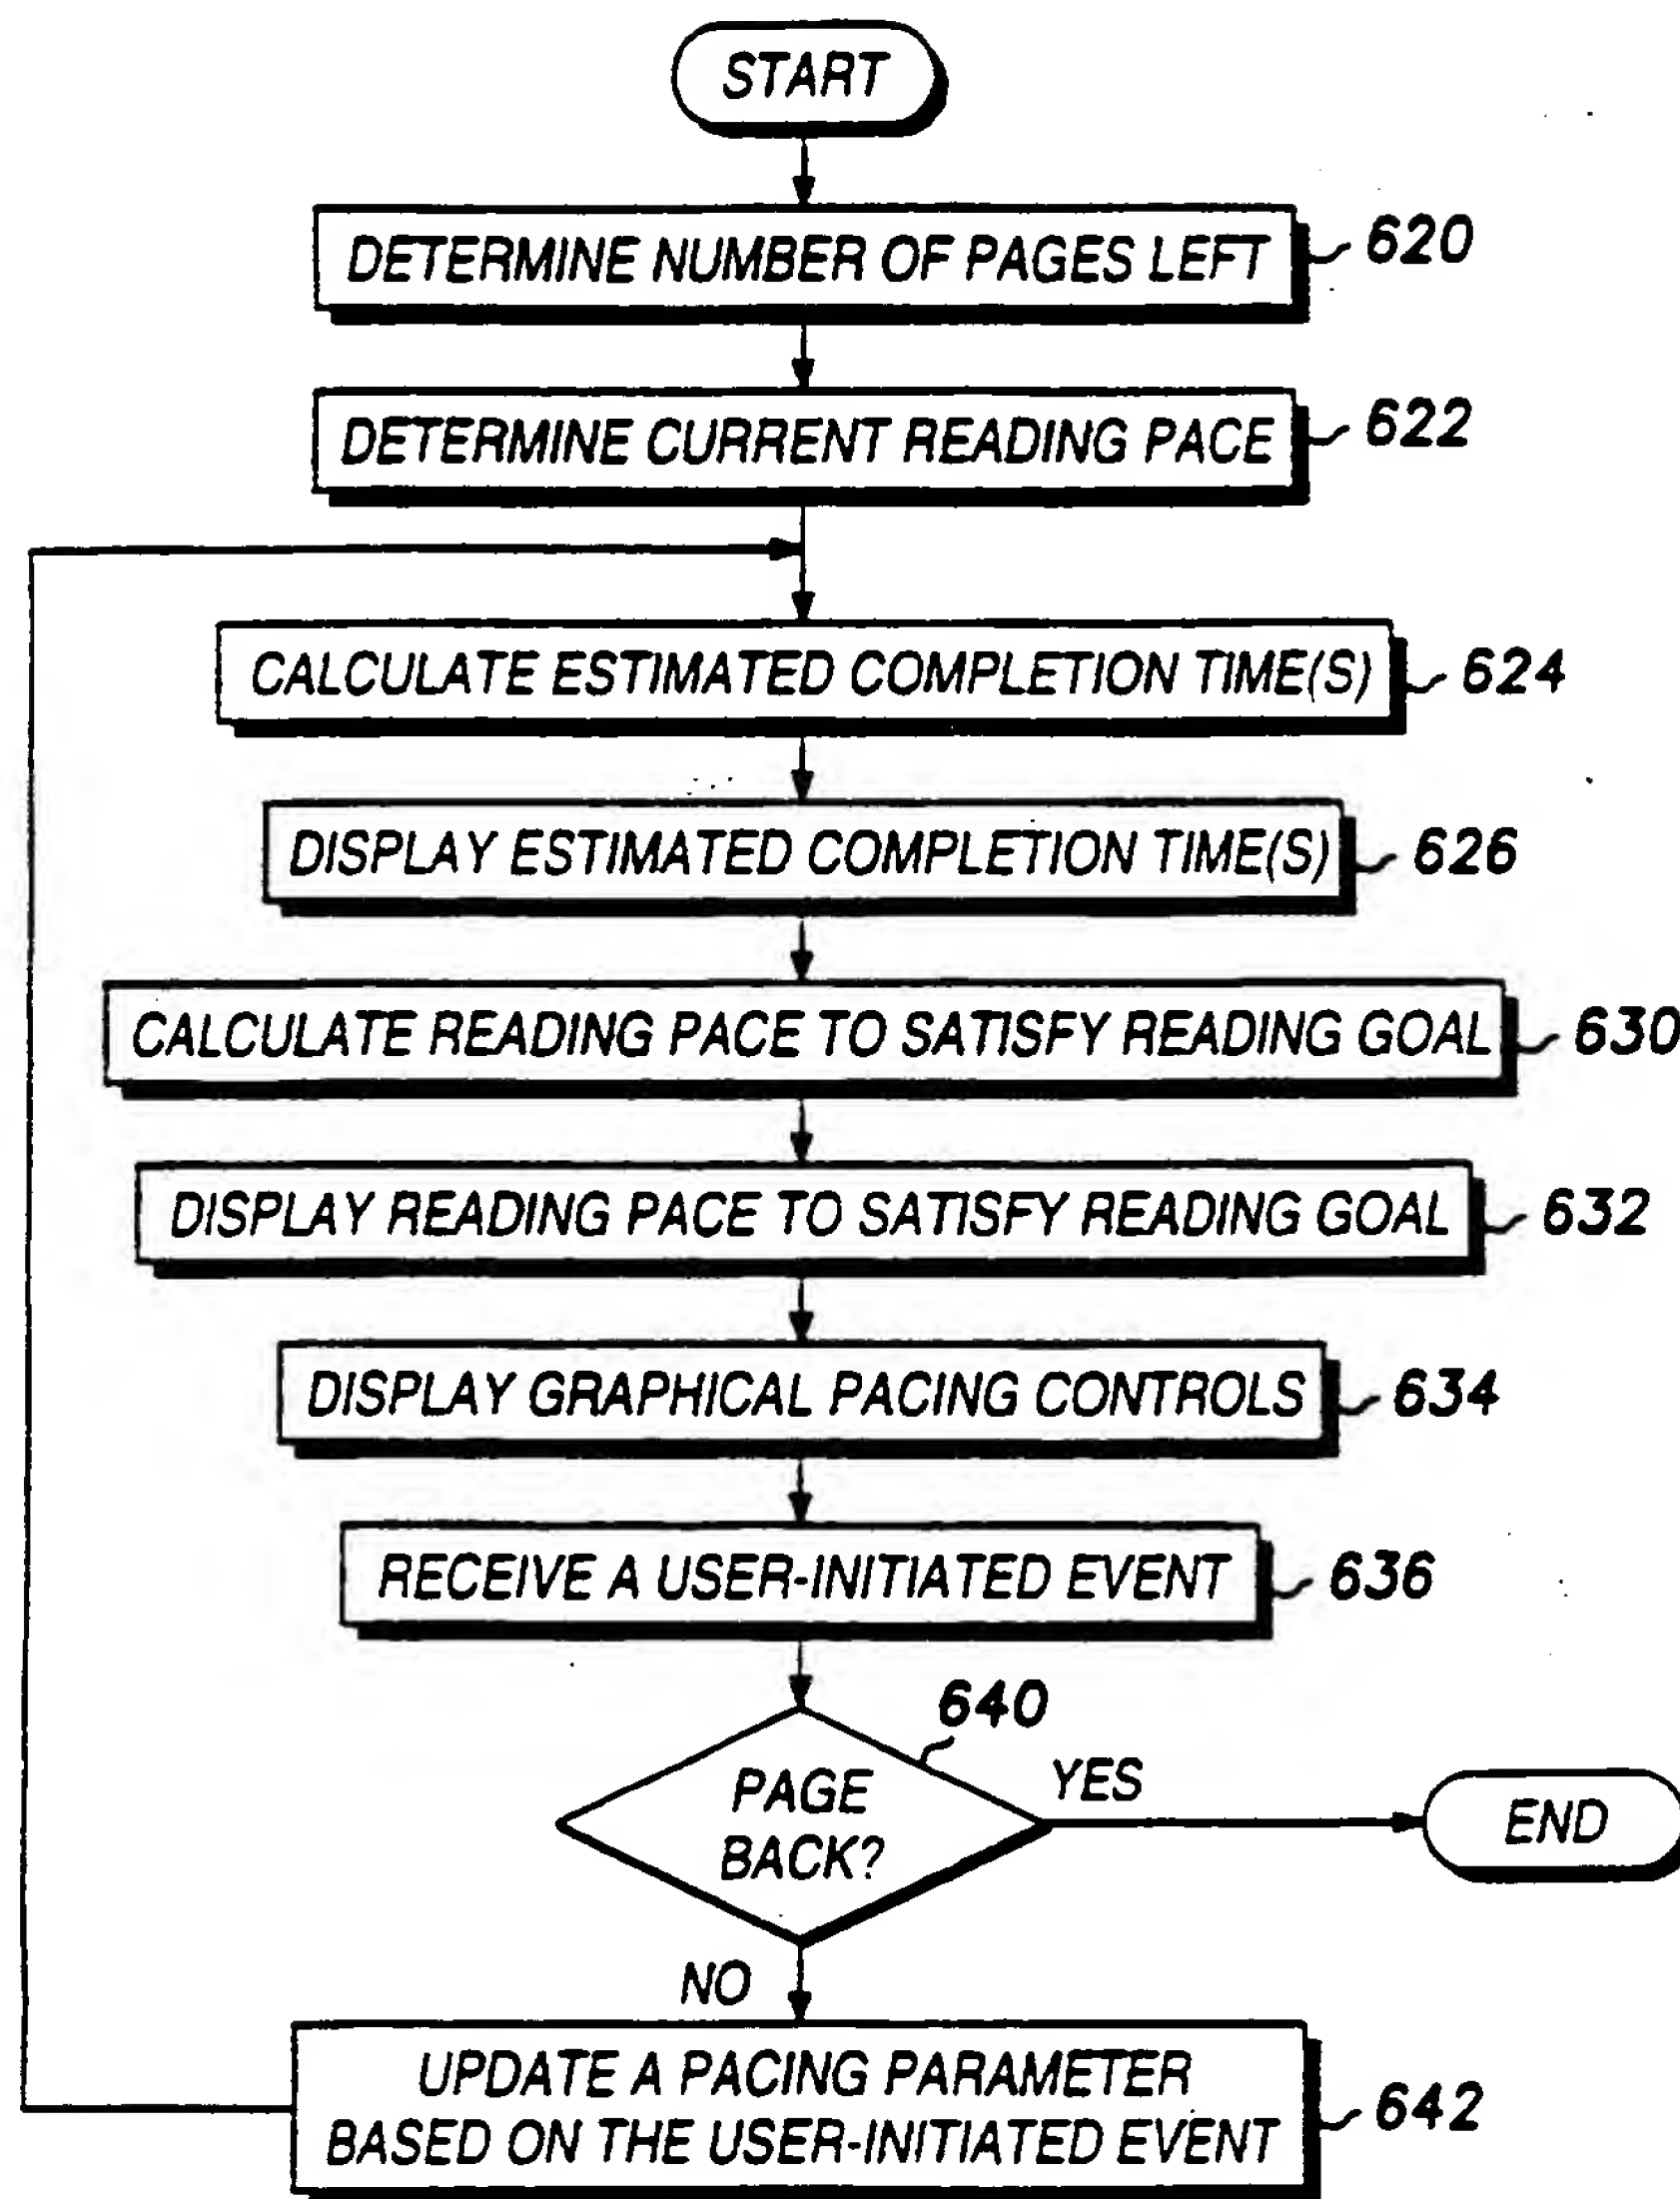 START
DETERMINE NUMBER OF PAGES LEFT
620
DETERMINE CURRENT READING PACE
622
CALCULATE ESTIMATED COMPLETION TIME(S)
624
DISPLAY ESTIMATED COMPLETION TIME(S)
626
CALCULATE READING PACE TO SATISFY READING GOAL
630
DISPLAY READING PACE TO SATISFY READING GOAL
632
DISPLAY GRAPHICAL PACING CONTROLS
634
RECEIVE A USER-INITIATED EVENT
636
640
PAGE
BACK?
YES
END
NO
UPDATE A PACING PARAMETER
BASED ON THE USER-INITIATED EVENT
642